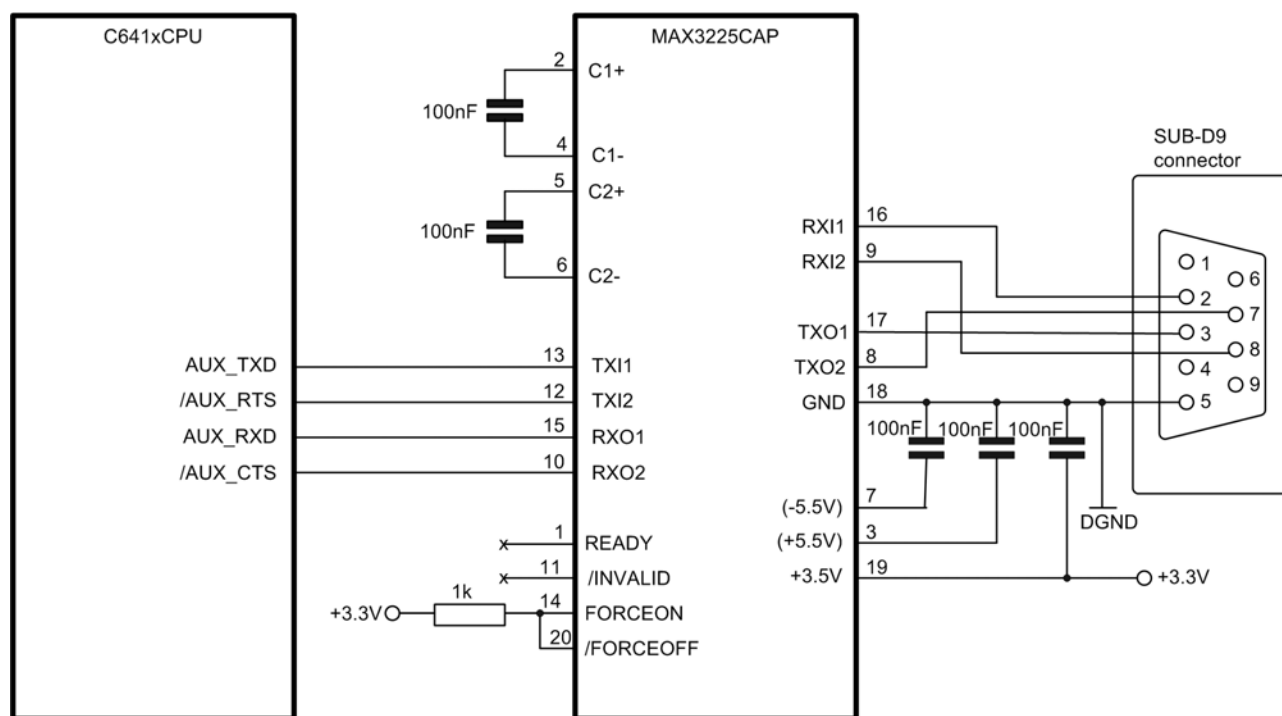 C641xCPU
MAX3225CAP
2
C1+
100nF
4
C1-
5
C2+
100nF
6
C2-
SUB-D9
connector
RXI1
16
RXI2
9
TXO1
17
TXO2
8
GND
18
1
2
3
4
5
6
7
8
9
AUX_TXD
13
TXI1
/AUX_RTS
12
TXI2
AUX_RXD
15
RXO1
/AUX_CTS
10
RXO2
100nF
100nF
100nF
(-5.5V)
7
DGND
(+5.5V)
3
+3.5V
19
+3.3V
1
READY
x
11
/INVALID
x
1k
+3.3V
14
FORCEON
20
/FORCEOFF